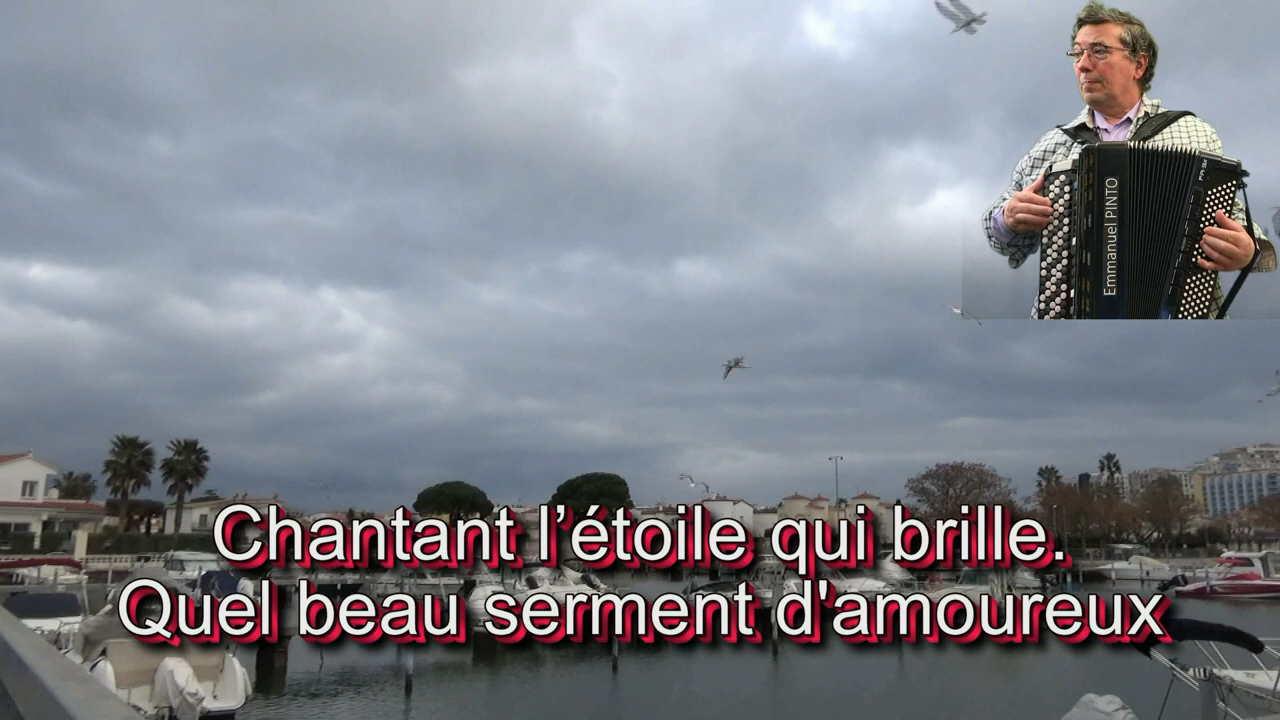 Emmanuel PINTO
Chantant l’étoile qui brille.
Quel beau serment d'amoureux